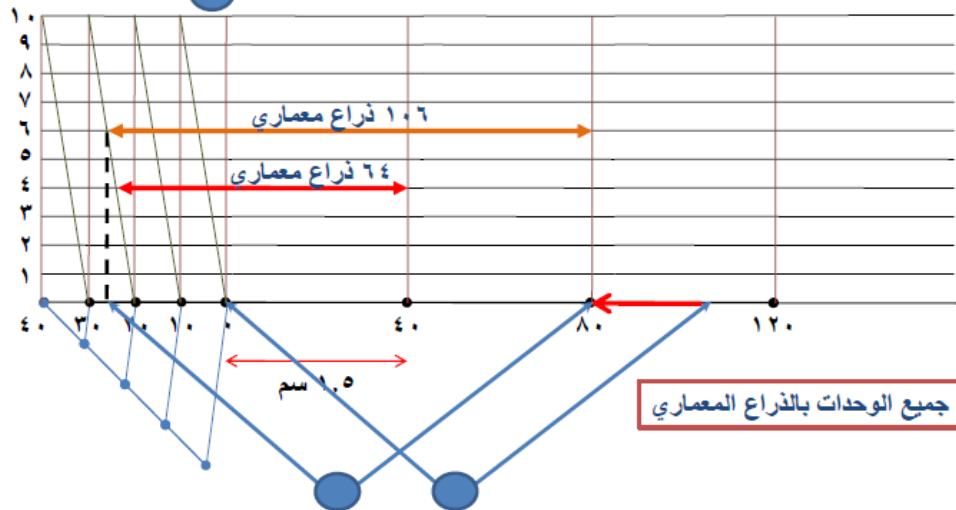 ١٠
٩
٨
٧
٦
٥
٤
٣
٢
١
١٠٦ ذراع معماري
٦٤ ذراع معماري
٤٠ ٣٠ ٢٠ ١٠ ٠ ٤٠ ٨٠ ١٢٠
١.٥ سم
جميع الوحدات بالذراع المعماري